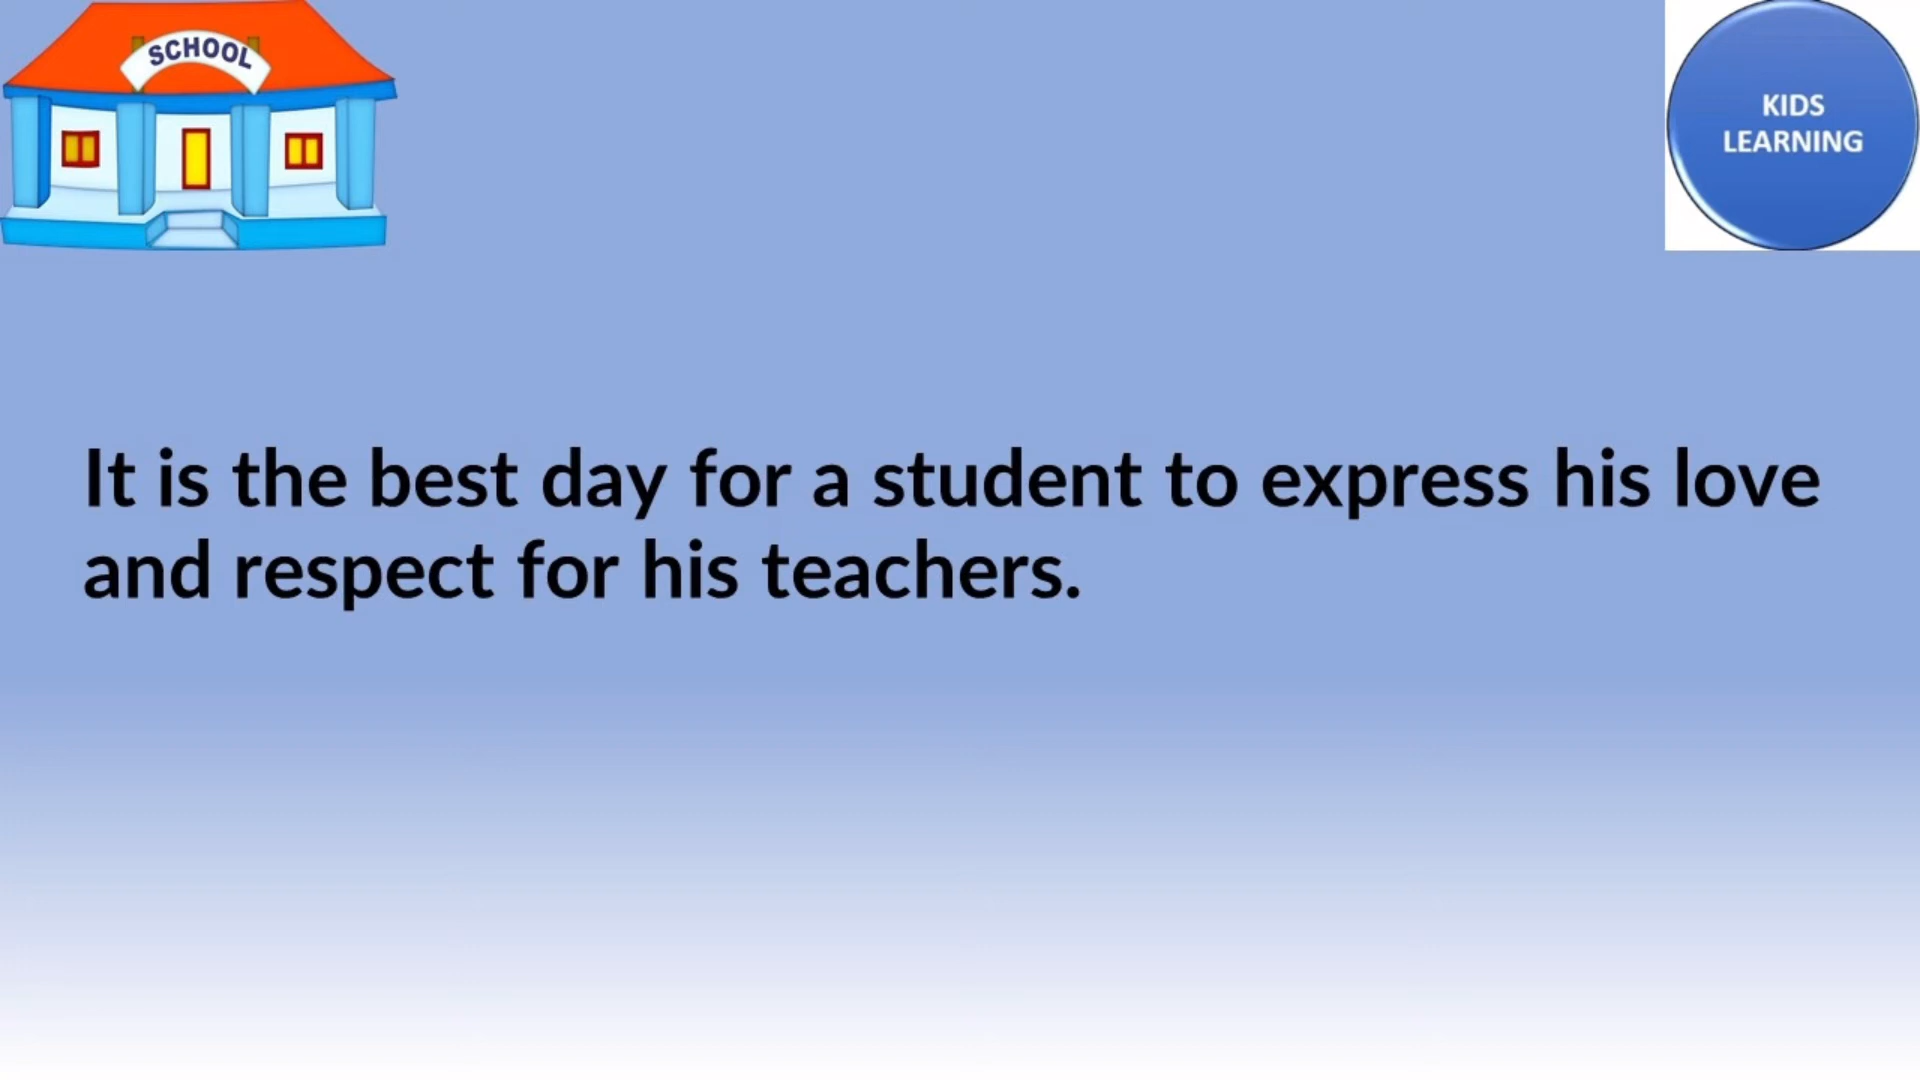 SCHOOL
KIDS
LEARNING
It is the best day for a student to express his love
and respect for his teachers.